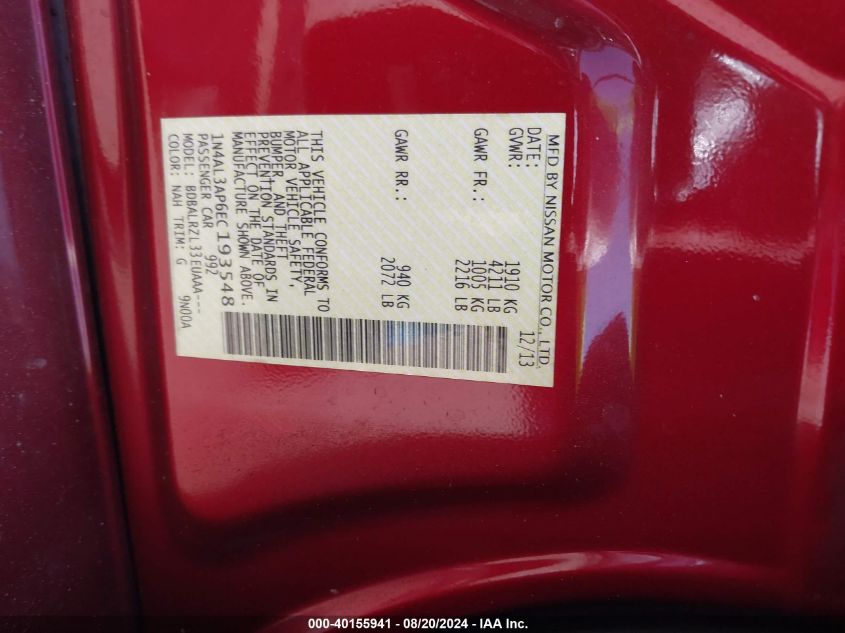 MFD BY NISSAN MOTOR CO., LTD.
DATE: 12/13
GVWR: 1910 KG
4211 LB
GAWR FR.: 1005 KG
2216 LB
GAWR RR.: 940 KG
2072 LB
THIS VEHICLE CONFORMS TO
ALL APPLICABLE FEDERAL
MOTOR VEHICLE SAFETY,
BUMPER, AND THEFT
PREVENTION STANDARDS IN
EFFECT ON THE DATE OF
MANUFACTURE SHOWN ABOVE.
1N4AL3AP6EC193548
PASSENGER CAR 992
MODEL: BDBALRZL33EUAAA---
COLOR: NAH TRIM: G 9N00A
000-40155941 - 08/20/2024 - IAA Inc.